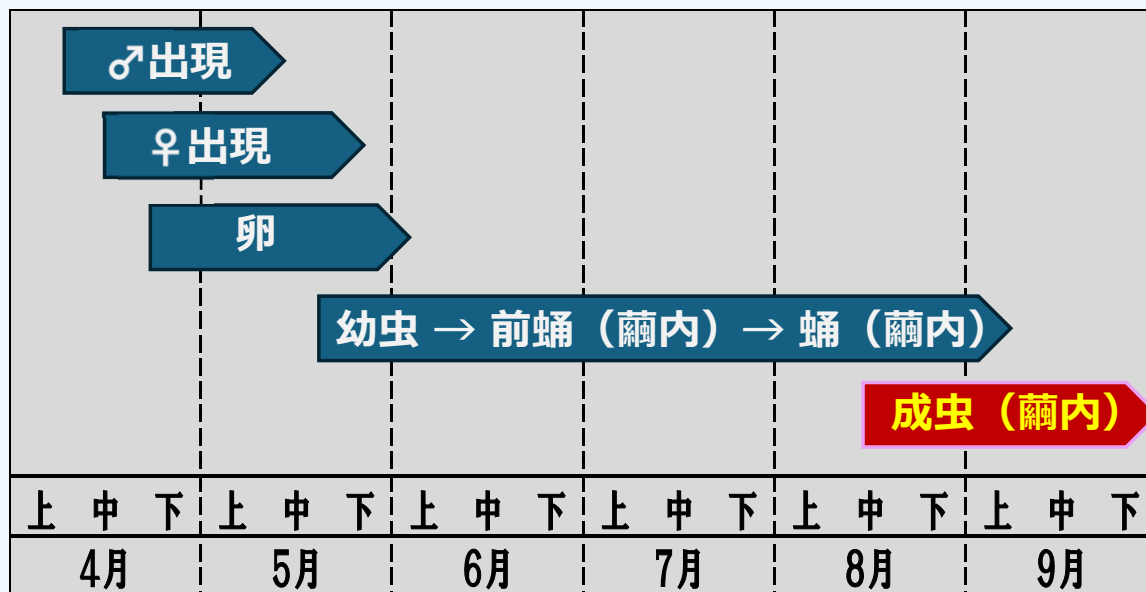 ♂出現
♀出現
卵
幼虫 → 前蛹（繭内）→ 蛹（繭内）
成虫（繭内）
上 中 下 上 中 下 上 中 下 上 中 下 上 中 下 上 中 下
4月 5月 6月 7月 8月 9月